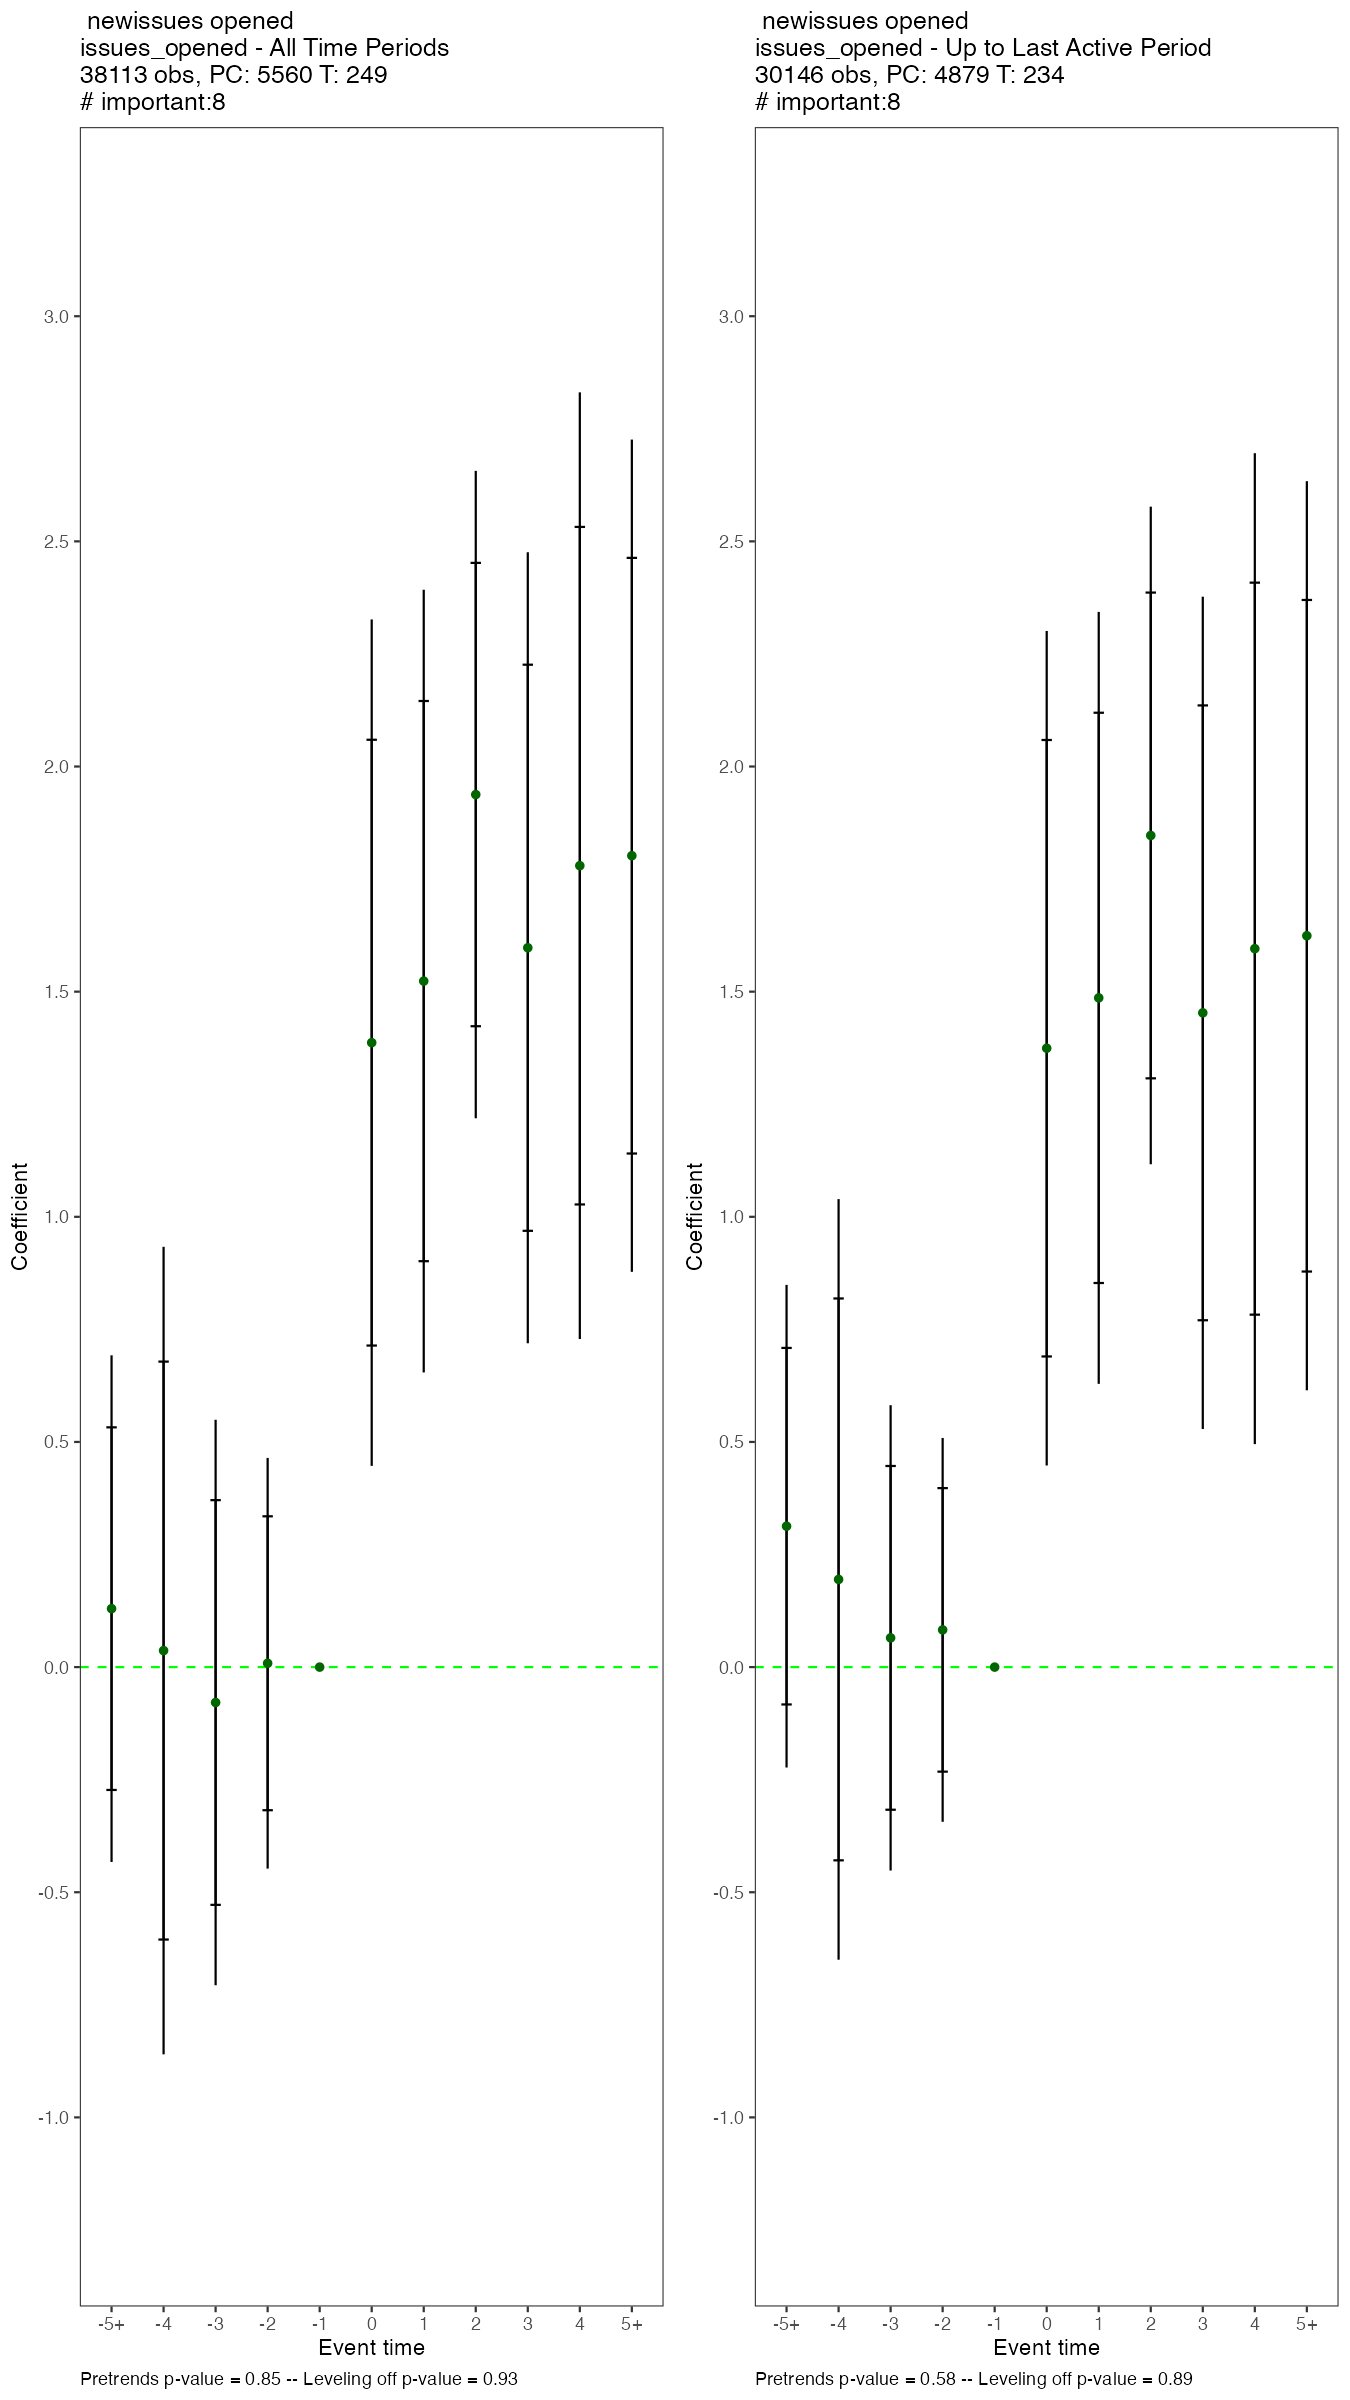 newissues opened
issues_opened - All Time Periods
38113 obs, PC: 5560 T: 249
# important:8
3.0
2.5
2.0
1.5
1.0
0.5
0.0
-0.5
-1.0
Coefficient
-5+ -4 -3 -2 -1 0 1 2 3 4 5+
Event time
Pretrends p-value = 0.85 -- Leveling off p-value = 0.93
newissues opened
issues_opened - Up to Last Active Period
30146 obs, PC: 4879 T: 234
# important:8
3.0
2.5
2.0
1.5
1.0
0.5
0.0
-0.5
-1.0
Coefficient
-5+ -4 -3 -2 -1 0 1 2 3 4 5+
Event time
Pretrends p-value = 0.58 -- Leveling off p-value = 0.89